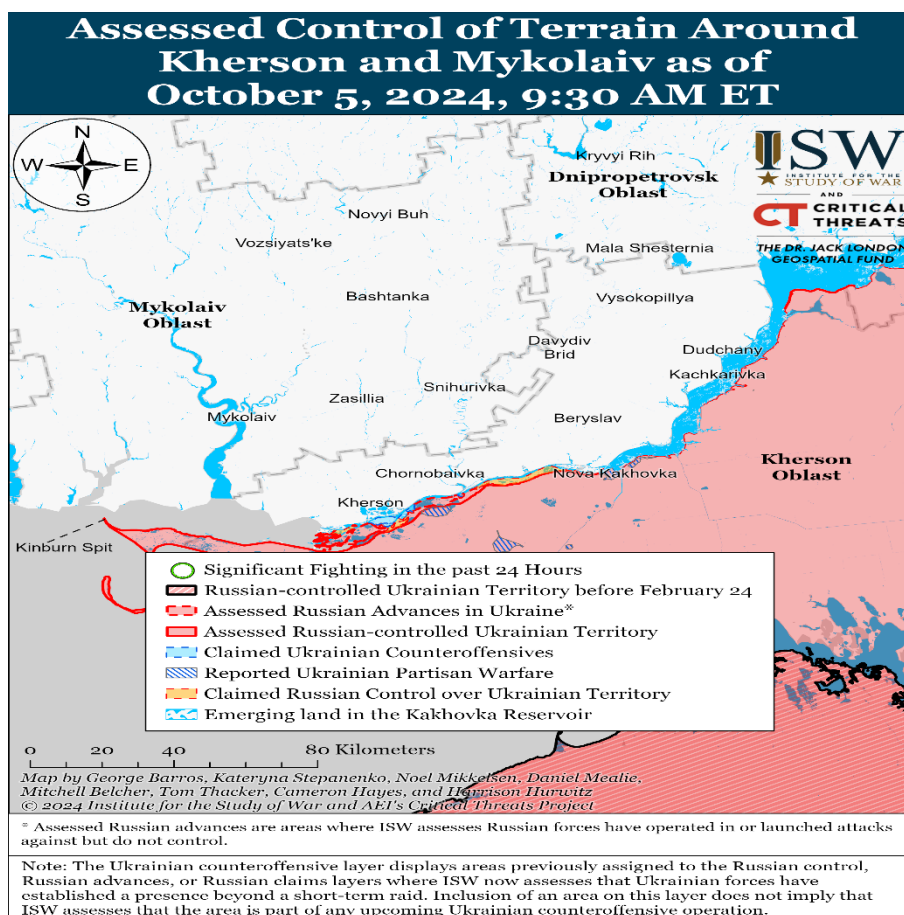 Assessed Control of Terrain Around
Kherson and Mykolaiv as of
October 5, 2024, 9:30 AM ET
N
W
E
S
ISW
INSTITUTE FOR THE
STUDY OF WAR
AND
CT CRITICAL
THREATS
THE DR. JACK LONDON
GEOSPATIAL FUND
Kryvyi Rih
Dnipropetrovsk
Oblast
Novyi Buh
Vozsiyats'ke
Mala Shesternia
Bashtanka
Vysokopillya
Mykolaiv
Oblast
Davydiv
Brid
Dudchany
Kachkarivka
Snihurivka
Zasillia
Mykolaiv
Beryslav
Kherson
Oblast
Chornobaivka
Nova Kakhovka
Kherson
Kinburn Spit
Significant Fighting in the past 24 Hours
Russian-controlled Ukrainian Territory before February 24
Assessed Russian Advances in Ukraine*
Assessed Russian-controlled Ukrainian Territory
Claimed Ukrainian Counteroffensives
Reported Ukrainian Partisan Warfare
Claimed Russian Control over Ukrainian Territory
Emerging land in the Kakhovka Reservoir
0 20 40 80 Kilometers
Map by George Barros, Kateryna Stepanenko, Noel Mikkelsen, Daniel Mealie,
Mitchell Belcher, Tom Thacker, Cameron Hayes, and Harrison Hurwitz
© 2024 Institute for the Study of War and AEI's Critical Threats Project
* Assessed Russian advances are areas where ISW assesses Russian forces have operated in or launched attacks
against but do not control.
Note: The Ukrainian counteroffensive layer displays areas previously assigned to the Russian control,
Russian advances, or Russian claims layers where ISW now assesses that Ukrainian forces have
established a presence beyond a short-term raid. Inclusion of an area on this layer does not imply that
ISW assesses that the area is part of any upcoming Ukrainian counteroffensive operation.